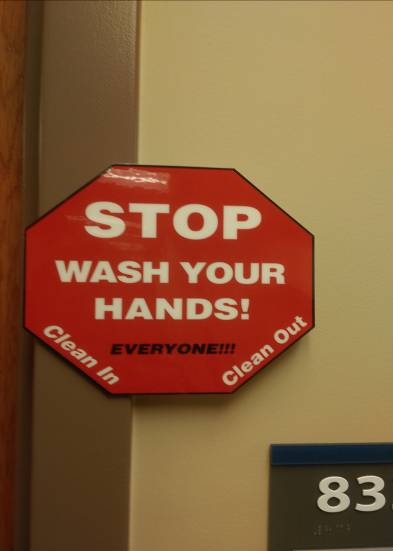 STOP
WASH YOUR
HANDS!
EVERYONE!!!
Clean In
Clean Out
83